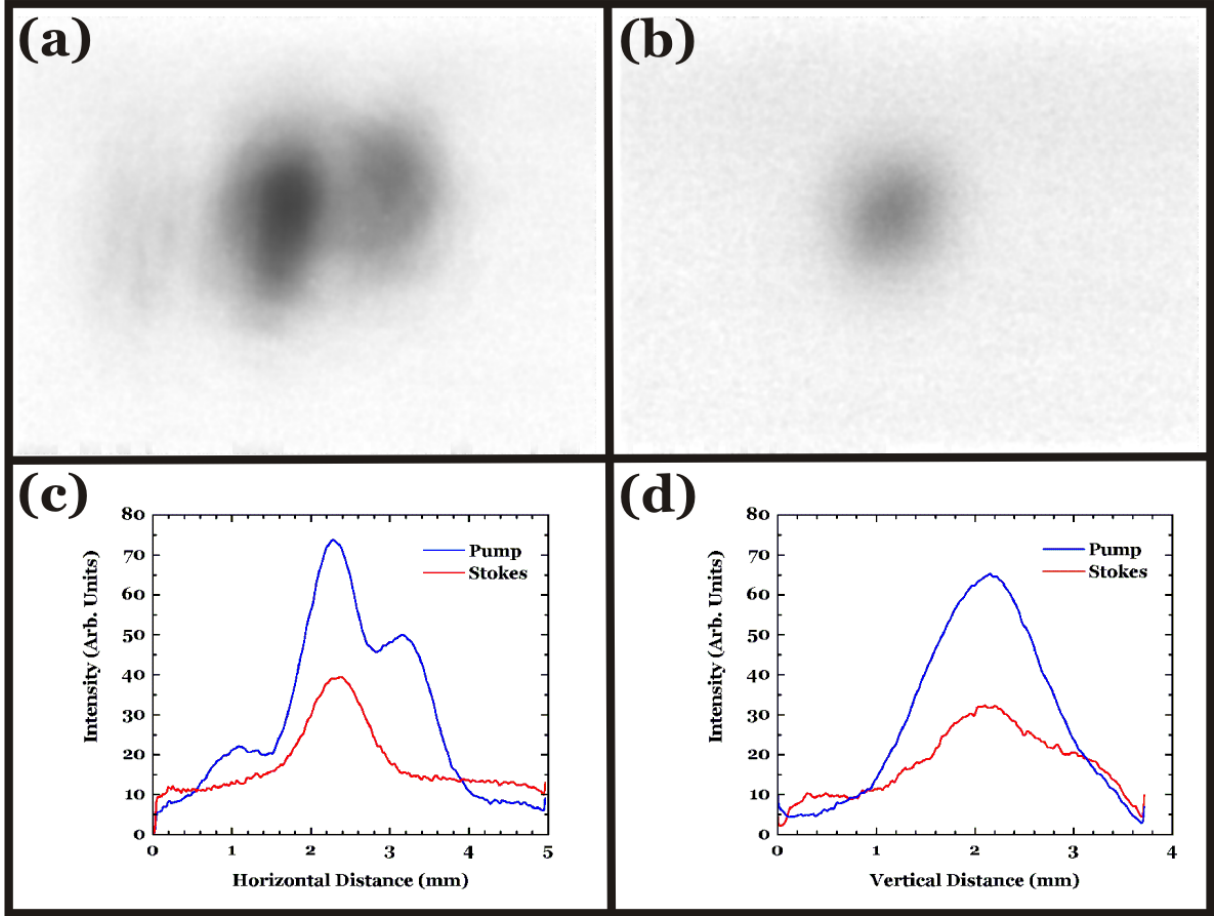 (a)
(b)
(c)
80
70
60
50
40
30
20
10
0
Intensity (Arb. Units)
Pump
Stokes
0 1 2 3 4 5
Horizontal Distance (mm)
(d)
80
70
60
50
40
30
20
10
0
Intensity (Arb. Units)
Pump
Stokes
0 1 2 3 4
Vertical Distance (mm)